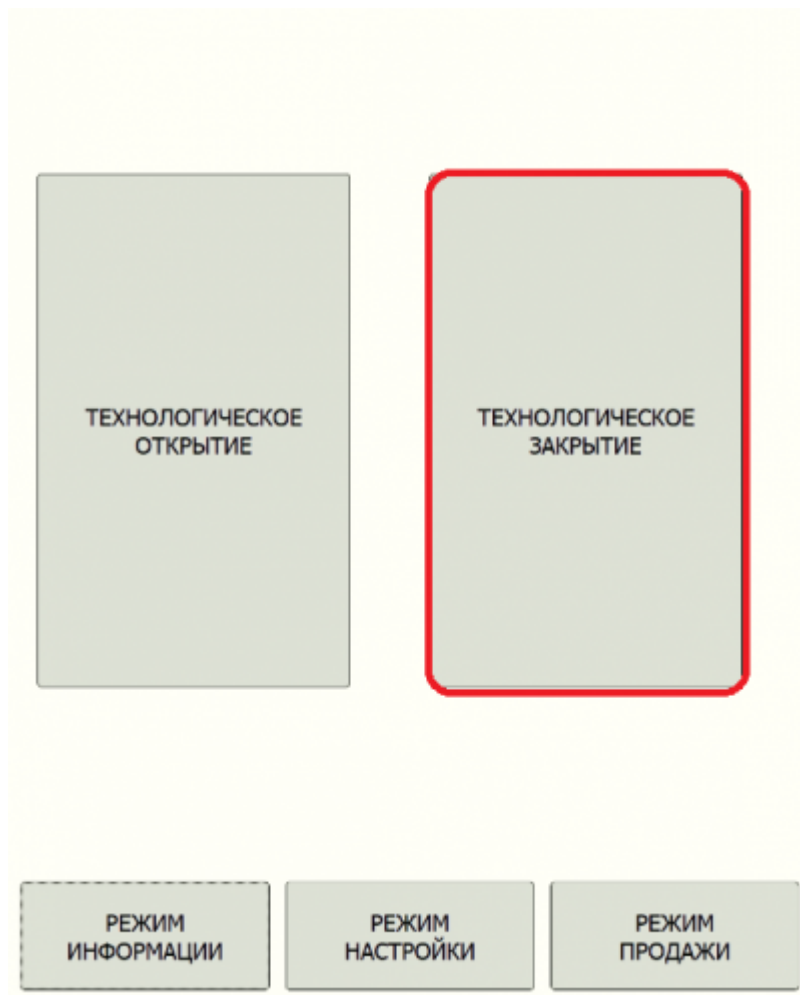 ТЕХНОЛОГИЧЕСКОЕ
ОТКРЫТИЕ
ТЕХНОЛОГИЧЕСКОЕ
ЗАКРЫТИЕ
РЕЖИМ
ИНФОРМАЦИИ
РЕЖИМ
НАСТРОЙКИ
РЕЖИМ
ПРОДАЖИ